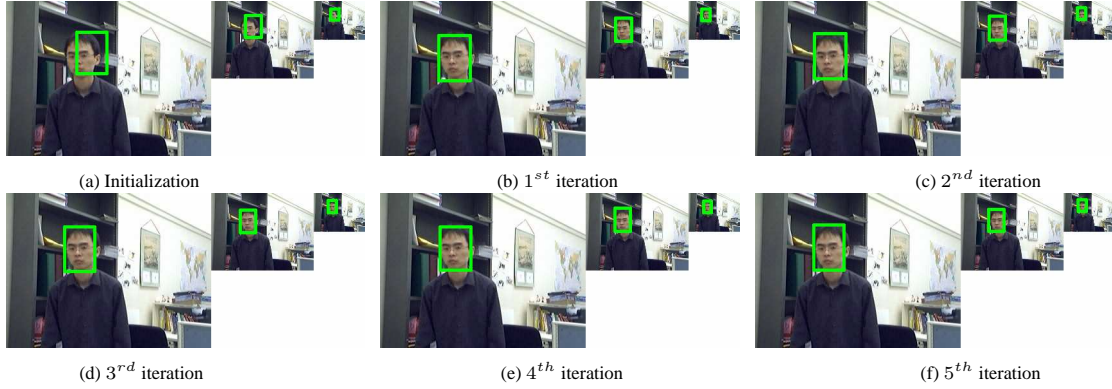 (a) Initialization
(b) 1st iteration
(c) 2nd iteration
(d) 3rd iteration
(e) 4th iteration
(f) 5th iteration